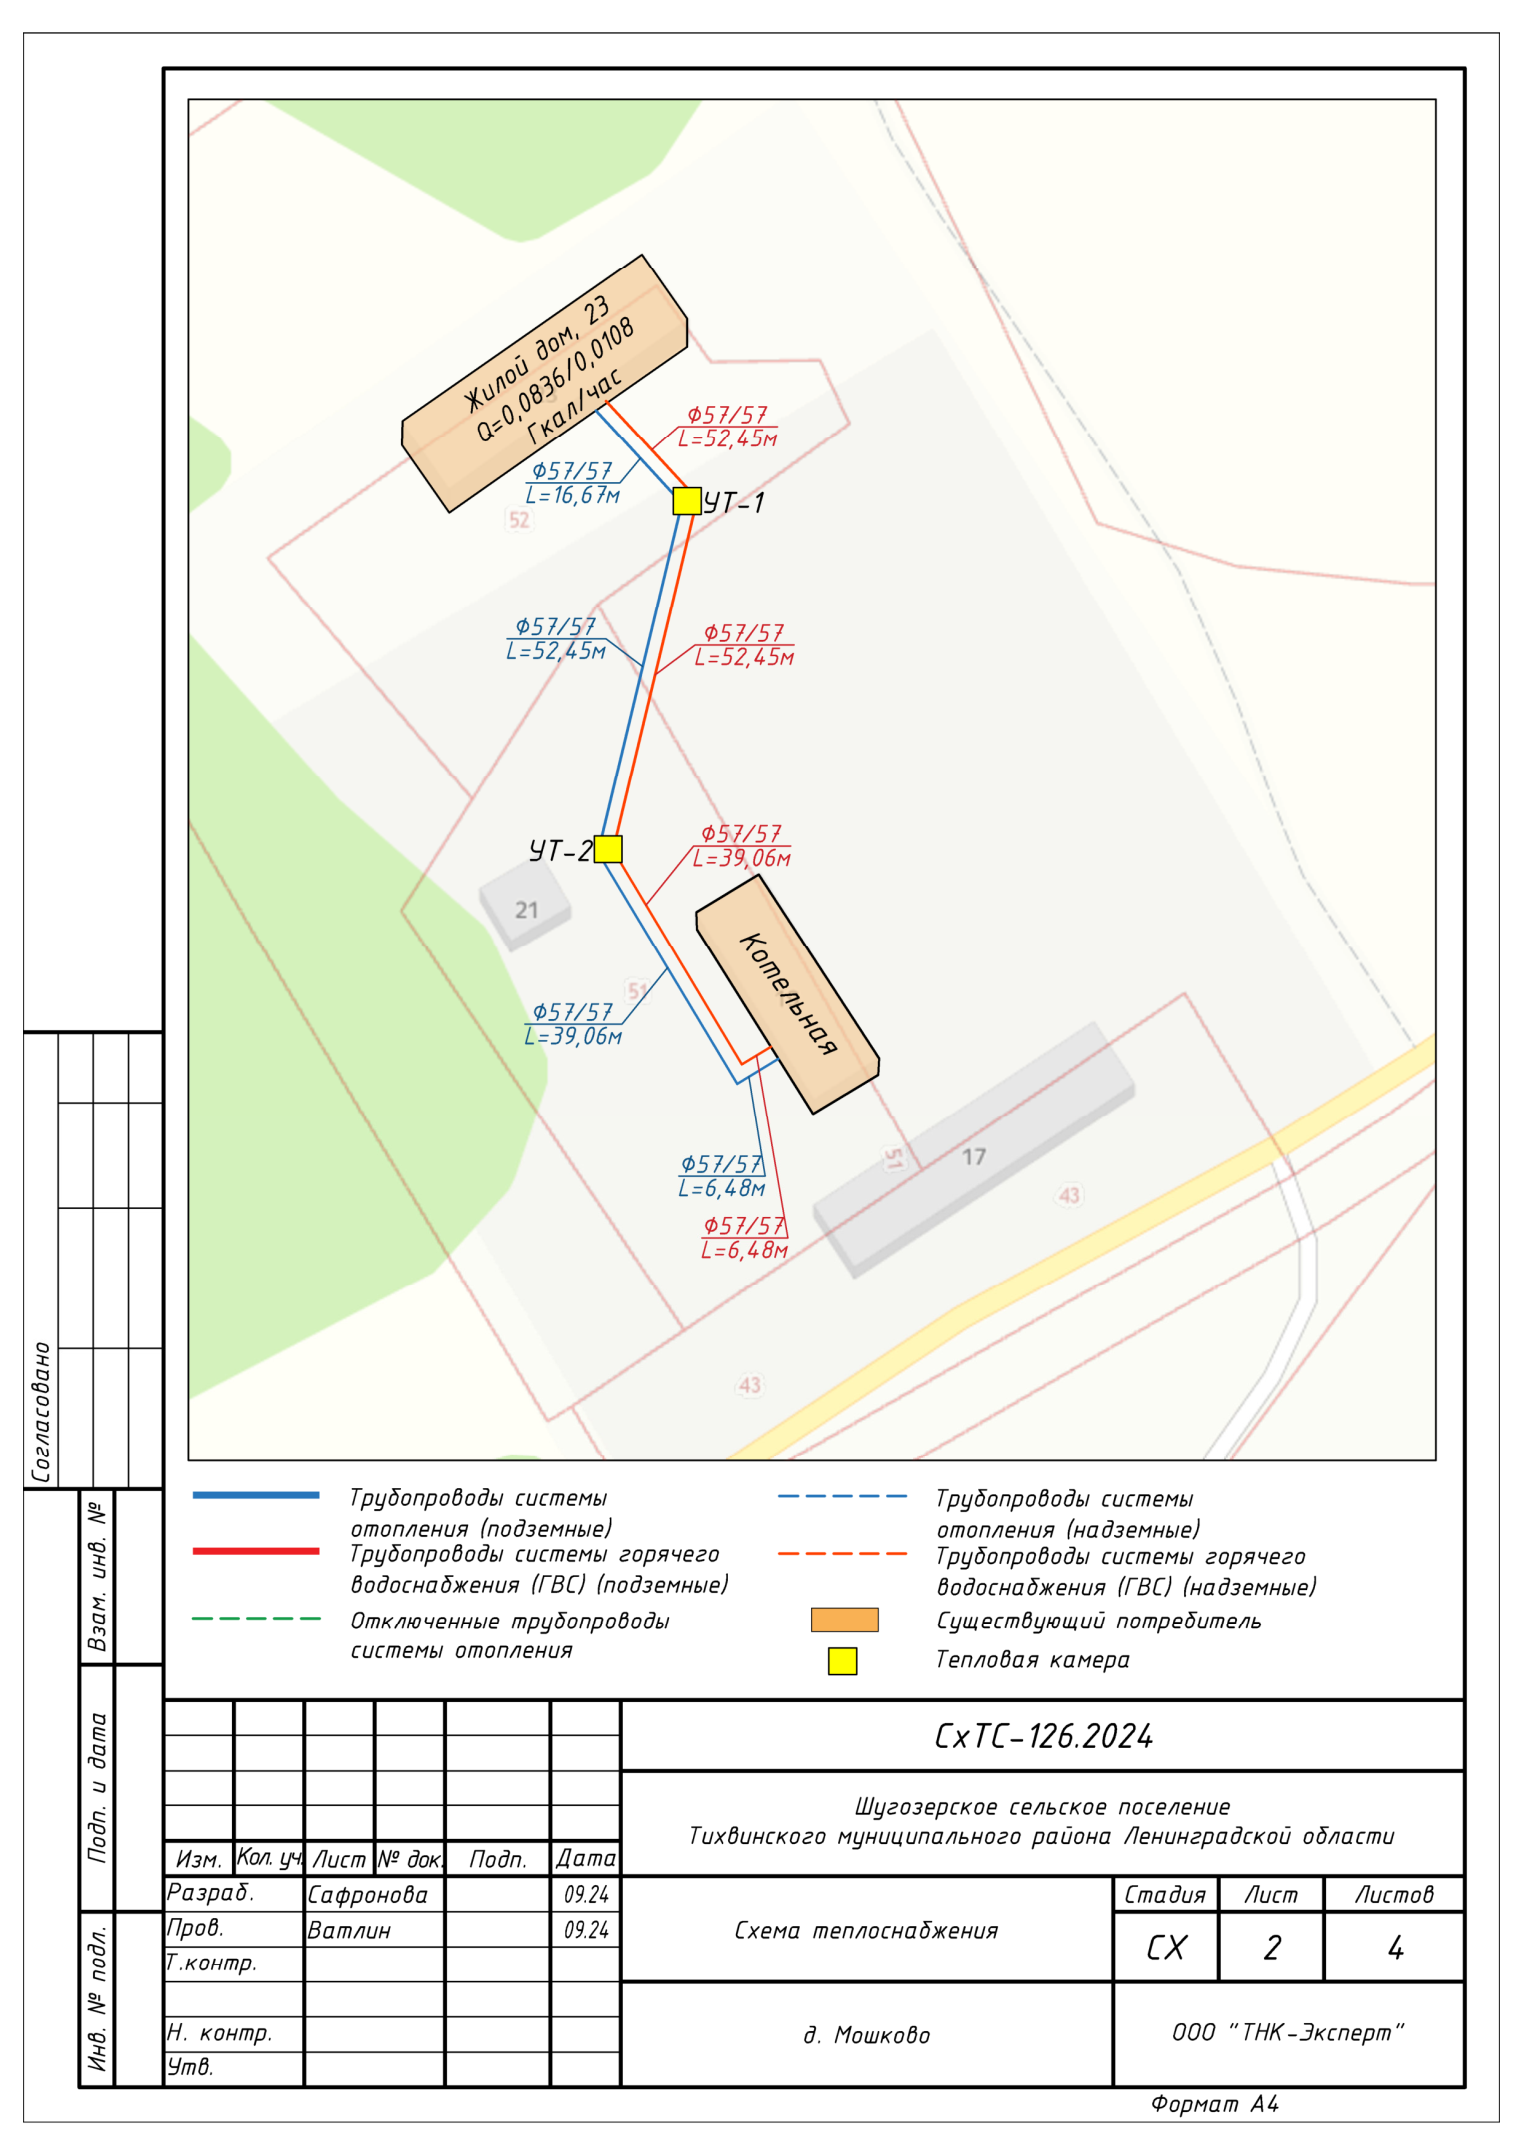 Жилой дом, 23
Q=0,0836/0,0108
Гкал/час
Ф57/57
L=52,45м
Ф57/57
L=16,67м
УТ-1
52
Ф57/57
L=52,45м
Ф57/57
L=52,45м
УТ-2
Ф57/57
L=39,06м
21
Котельная
51
Ф57/57
L=39,06м
Ф57/57
L=6,48м
51
17
43
Ф57/57
L=6,48м
43
Трубопроводы системы
отопления (подземные)
Трубопроводы системы горячего
водоснабжения (ГВС) (подземные)
Отключенные трубопроводы
системы отопления
Трубопроводы системы
отопления (надземные)
Трубопроводы системы горячего
водоснабжения (ГВС) (надземные)
Существующий потребитель
Тепловая камера
Согласовано
Взам. инв. №
Подп. и дата
Инв. № подл.
СхТС-126.2024
Шугозерское сельское поселение
Тихвинского муниципального района Ленинградской области
Изм. Кол. уч. Лист № док. Подп. Дата
Разраб. Сафронова 09.24
Пров. Ватлин 09.24
Т.контр.
Н. контр.
Утв.
Схема теплоснабжения
Стадия Лист Листов
СХ 2 4
д. Мошково
ООО "ТНК-Эксперт"
Формат А4